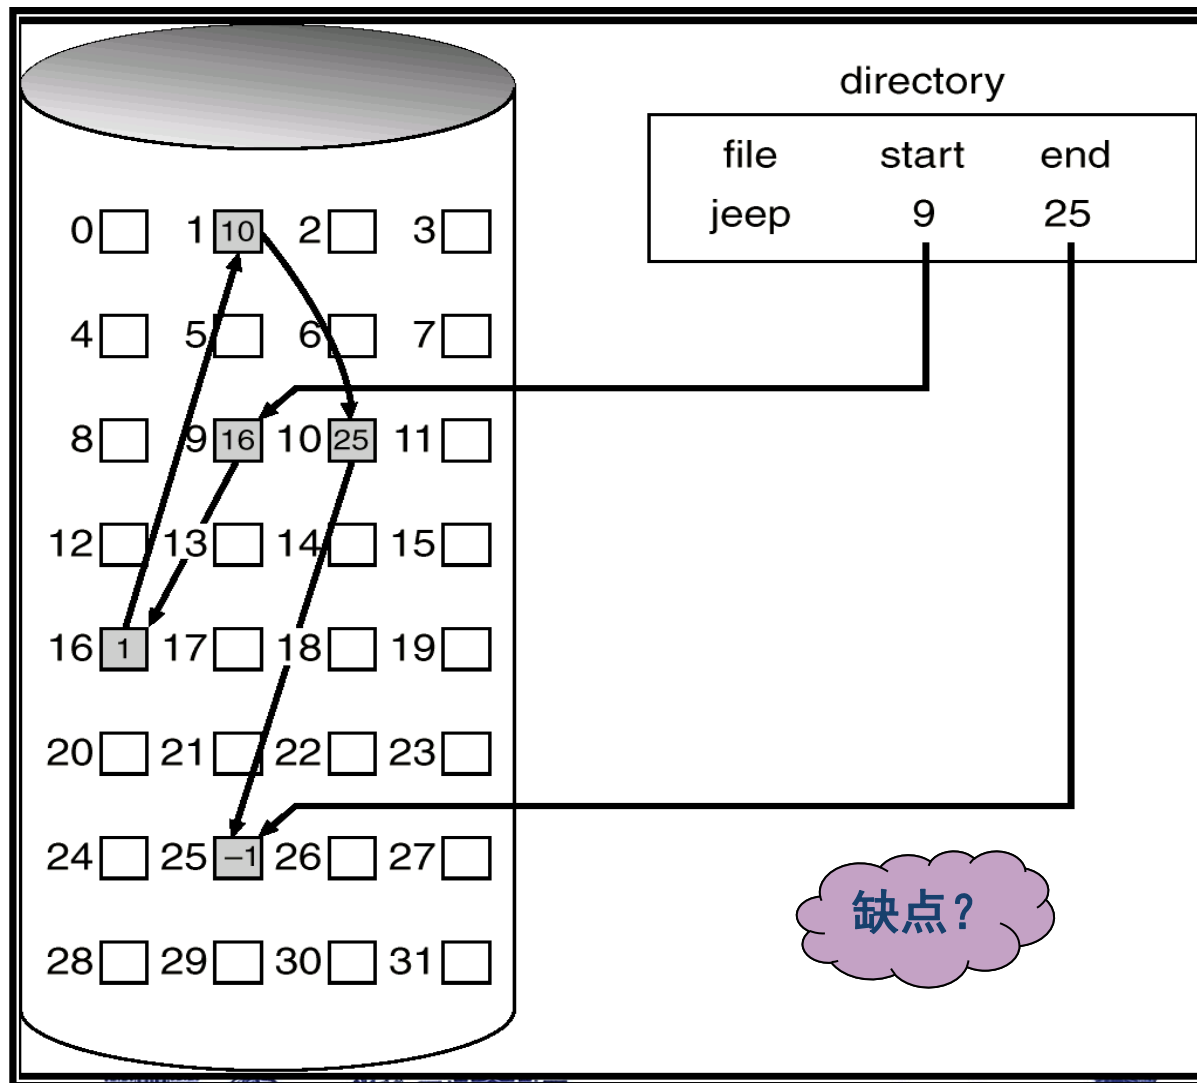 directory
file start end
jeep 9 25
0 1 10 2 3
4 5 6 7
8 9 16 10 25 11
12 13 14 15
16 1 17 18 19
20 21 22 23
24 25 –1 26 27
28 29 30 31
缺点？